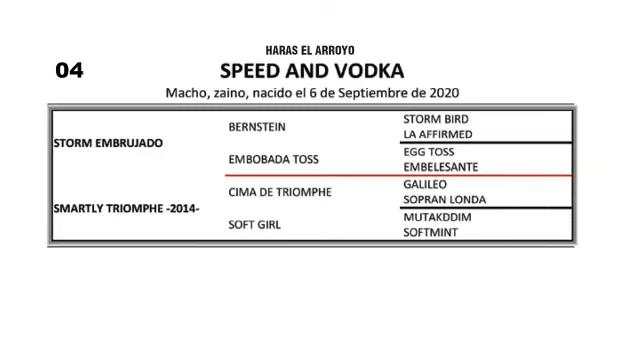 HARAS EL ARROYO
04
SPEED AND VODKA
Macho, zaino, nacido el 6 de Septiembre de 2020
STORM EMBRUJADO
BERNSTEIN
STORM BIRD
LA AFFIRMED
EMBOBADA TOSS
EGG TOSS
EMBELESANTE
SMARTLY TRIOMPHE -2014-
CIMA DE TRIOMPHE
GALILEO
SOPRAN LONDA
SOFT GIRL
MUTAKDDIM
SOFTMINT